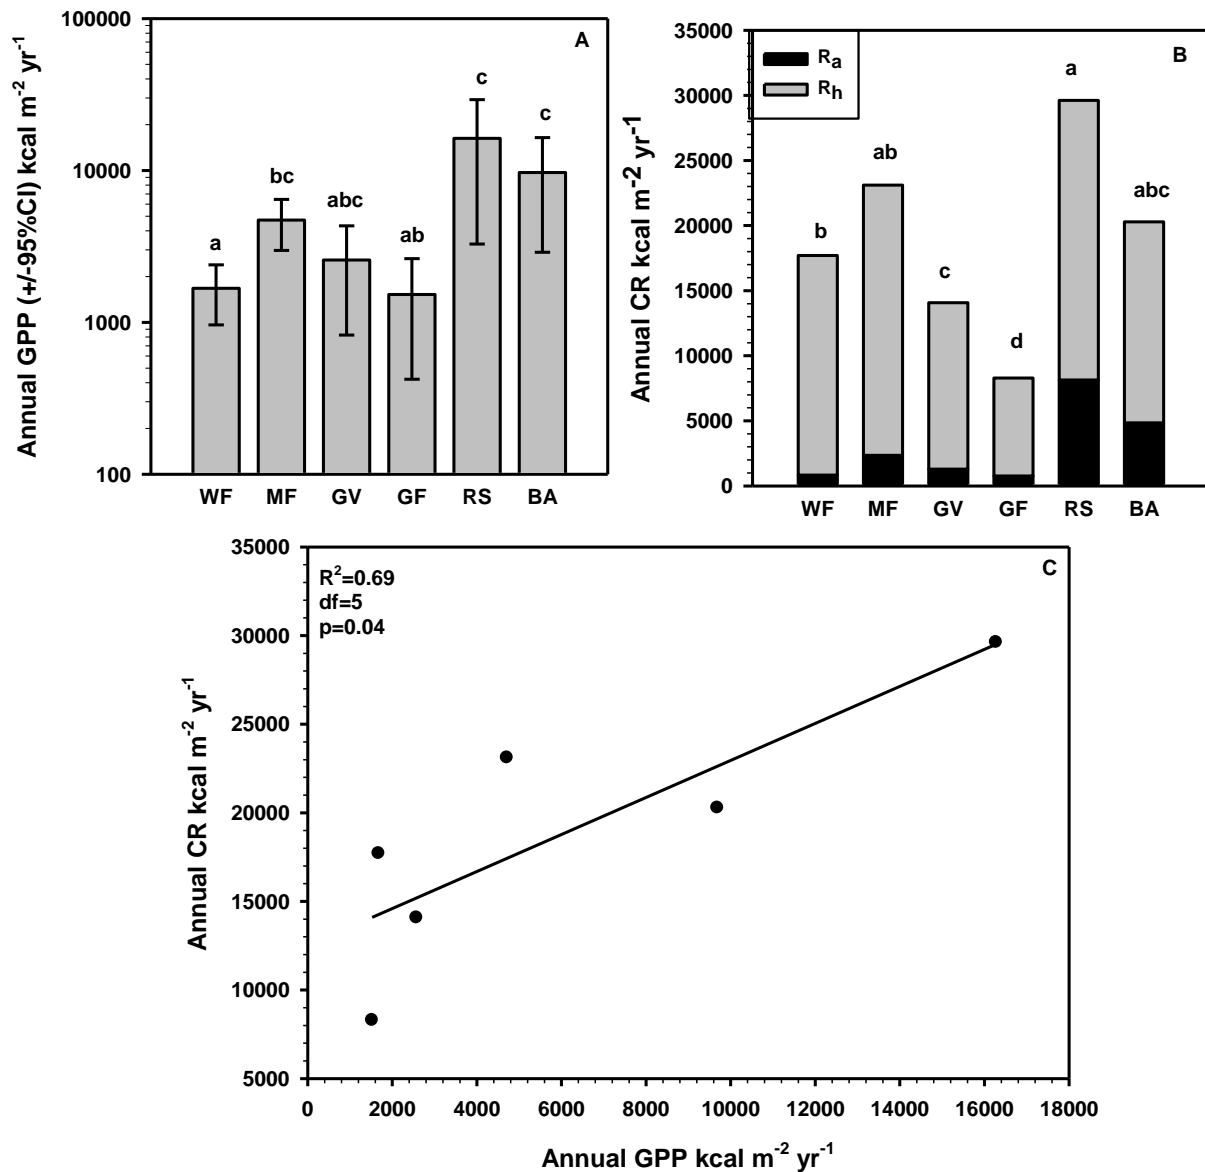 Annual GPP (+/-95%CI) kcal m-2 yr-1
100000
10000
1000
100
A
a
bc
abc
ab
c
c
WF MF GV GF RS BA
Annual CR kcal m-2 yr-1
35000
30000
25000
20000
15000
10000
5000
0
Ra
Rh
B
b
ab
c
d
a
abc
WF MF GV GF RS BA
Annual CR kcal m-2 yr-1
35000
30000
25000
20000
15000
10000
5000
R2=0.69
df=5
p=0.04
C
0 2000 4000 6000 8000 10000 12000 14000 16000 18000
Annual GPP kcal m-2 yr-1